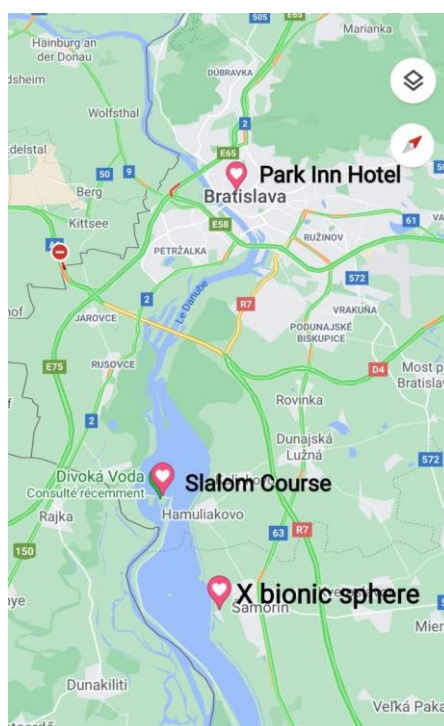 505
Marianka
Hainburg an
der Donau
DÚBRAVKA
Wolfsthal
2
E65
50
9
Edelstal
Berg
Park Inn Hotel
Bratislava
Kittsee
E58
61
RUŽINOV
PETRŽALKA
572
Le Danube
2
R7
VRAKUŇA
JAROVCE
PODUNAJSKÉ
BISKUPICE
E75
RUSOVCE
D4
Most p
Bratislav
Rovinka
2
Dunajská
Lužná
572
Divoká Voda
Consulté récemment
Slalom Course
Hamuliakovo
Rajka
63
R7
150
X bionic sphere
Šamorín
Mier
Dunakiliti
Veľká Paka